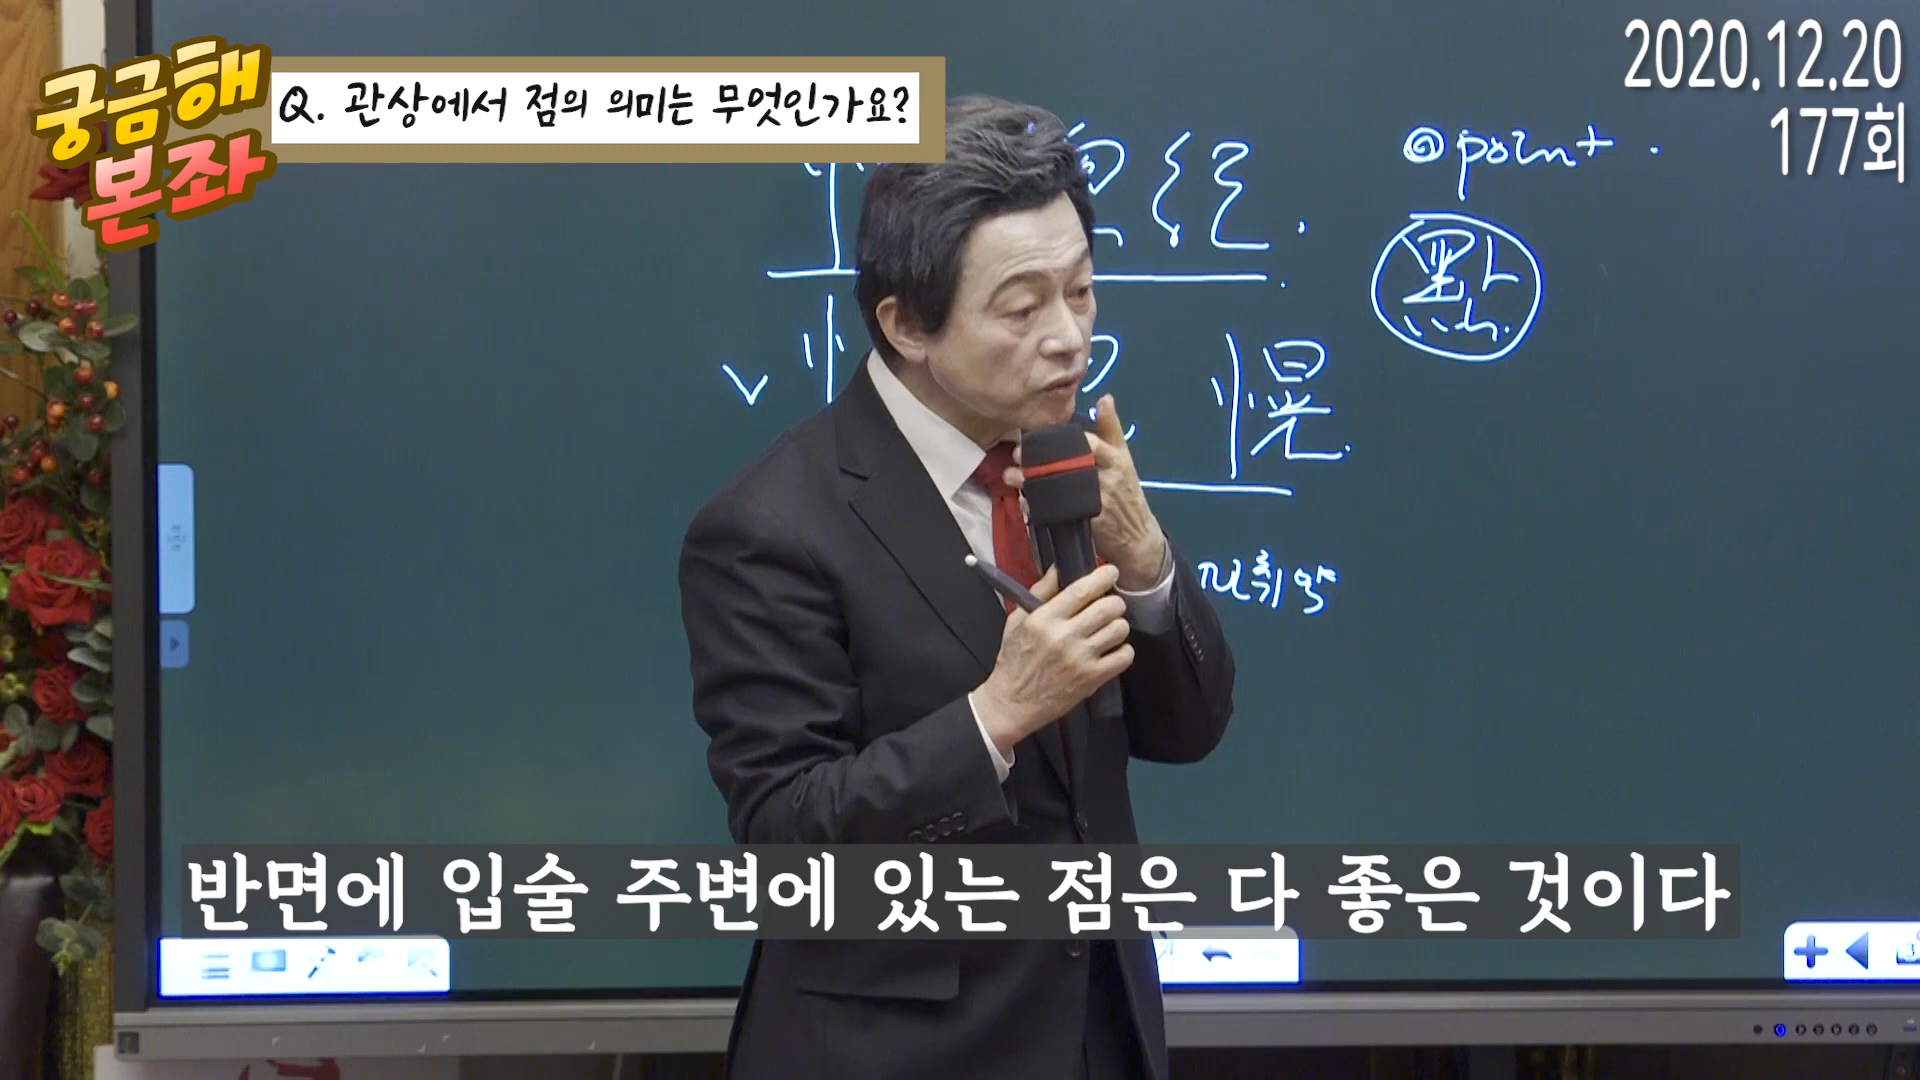 궁금해
본좌
Q. 관상에서 점의 의미는 무엇인가요?
2020.12.20
177회
point .
點
幌
반면에 입술 주변에 있는 점은 다 좋은 것이다